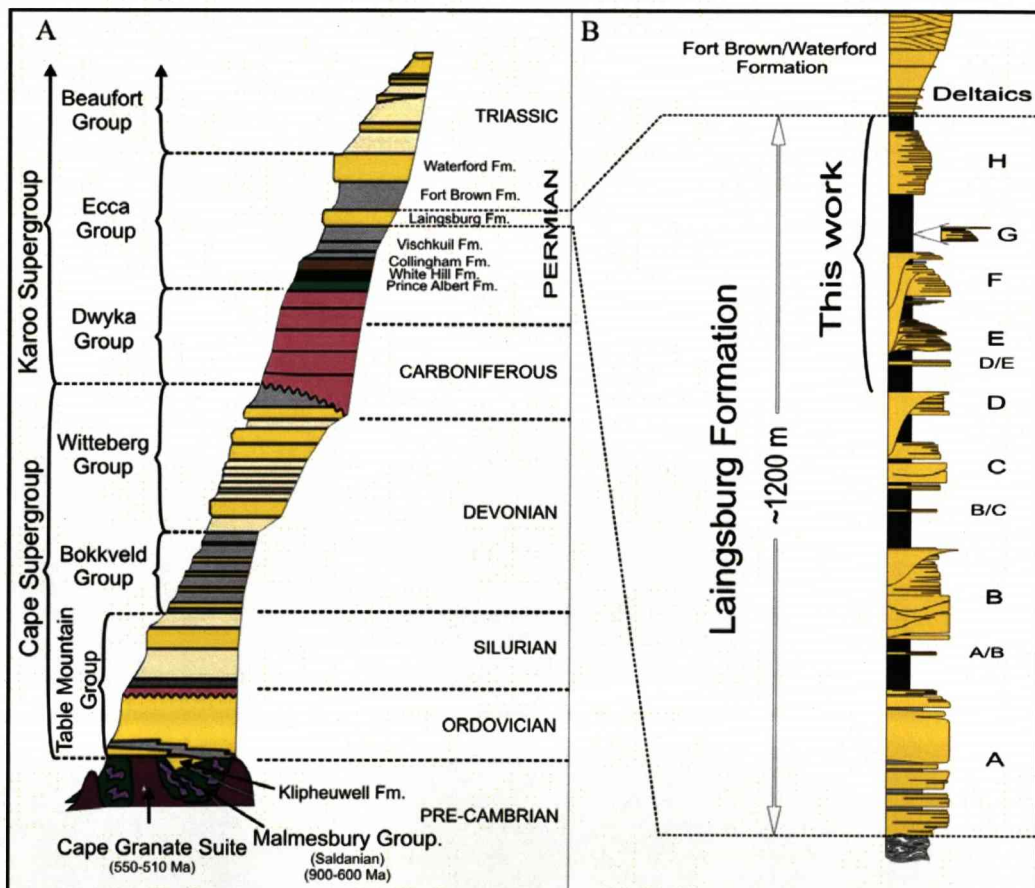 A
Karoo Supergroup
Cape Supergroup
Beaufort
Group
Ecca
Group
Dwyka
Group
Witteberg
Group
Bokkveld
Group
Table Mountain
Group
Waterford Fm.
Fort Brown Fm.
Laingsburg Fm.
Vischkuil Fm.
Collingham Fm.
White Hill Fm.
Prince Albert Fm.
TRIASSIC
PERMIAN
CARBONIFEROUS
DEVONIAN
SILURIAN
ORDOVICIAN
PRE-CAMBRIAN
Klipheuwell Fm.
Cape Granate Suite
(550-510 Ma)
Malmesbury Group.
(Saldanian)
(900-600 Ma)
B
Fort Brown/Waterford
Formation
Deltaics
Laingsburg Formation
~1200 m
This work
H
G
F
E
D/E
D
C
B/C
B
A/B
A